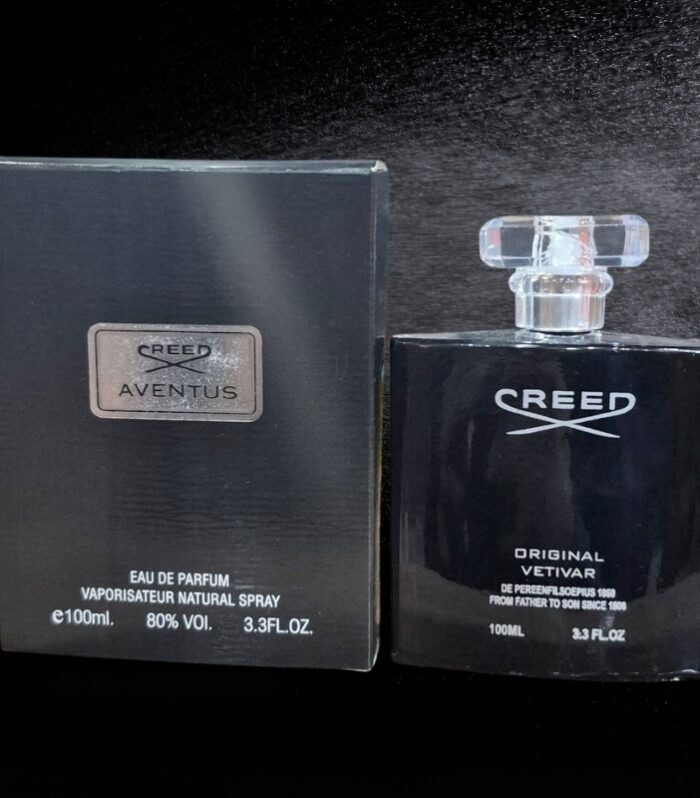 CREED
AVENTUS
EAU DE PARFUM
VAPORISATEUR NATURAL SPRAY
e100ml. 80% VOl. 3.3FL.OZ.
CREED
ORIGINAL
VETIVAR
DE PEREENFILSOEPIUS 1860
FROM FATHER TO SON SINCE 1806
100ML 3.3 FL.OZ